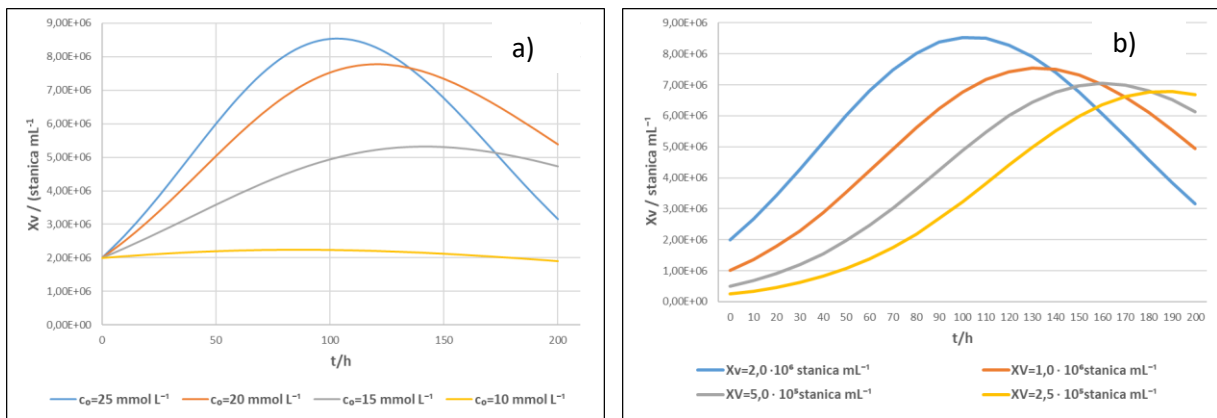 a)
9,00E+06
8,00E+06
7,00E+06
6,00E+06
5,00E+06
4,00E+06
3,00E+06
2,00E+06
1,00E+06
0,00E+00
Xv / (stanica mL⁻¹
0 50 100 150 200
t/h
c₀=25 mmol L⁻¹ c₀=20 mmol L⁻¹ c₀=15 mmol L⁻¹ c₀=10 mmol L⁻¹
b)
9,00E+06
8,00E+06
7,00E+06
6,00E+06
5,00E+06
4,00E+06
3,00E+06
2,00E+06
1,00E+06
0,00E+00
Xv / stanica mL⁻¹
0 10 20 30 40 50 60 70 80 90 100 110 120 130 140 150 160 170 180 190 200
t/h
Xv=2,0 ·10⁶ stanica mL⁻¹ XV=1,0 · 10⁶stanica mL⁻¹
XV=5,0 · 10⁵stanica mL⁻¹ XV=2,5 · 10⁵stanica mL⁻¹